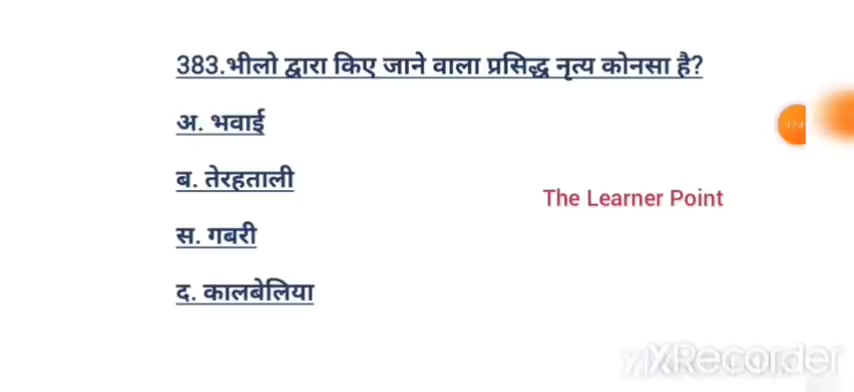 383.भीलो द्वारा किए जाने वाला प्रसिद्ध नृत्य कोनसा है?
अ. भवाई
ब. तेरहताली
The Learner Point
स. गबरी
द. कालबेलिया
XRecorder